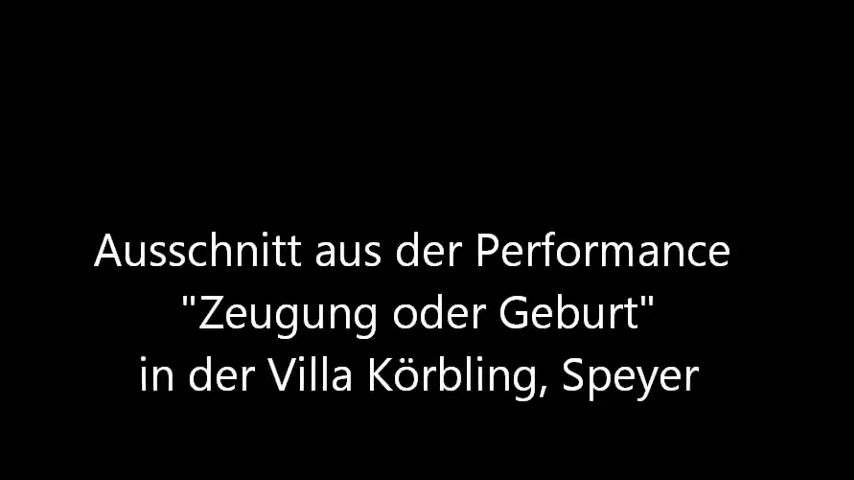 Ausschnitt aus der Performance
"Zeugung oder Geburt"
in der Villa Körbling, Speyer